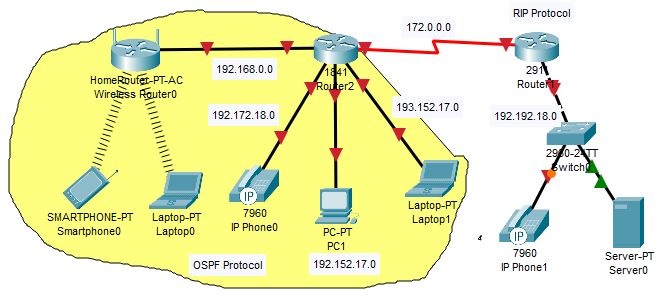 172.0.0.0
RIP Protocol
HomeRouter-PT-AC
Wireless Router0
192.168.0.0
1841
Router2
291
Router1
192.172.18.0
193.152.17.0
192.192.18.0
2960-24TT
Switch0
IP
IP
SMARTPHONE-PT
Smartphone0
Laptop-PT
Laptop0
7960
IP Phone0
PC-PT
PC1
Laptop-PT
Laptop1
7960
IP Phone1
Server-PT
Server0
OSPF Protocol
192.152.17.0